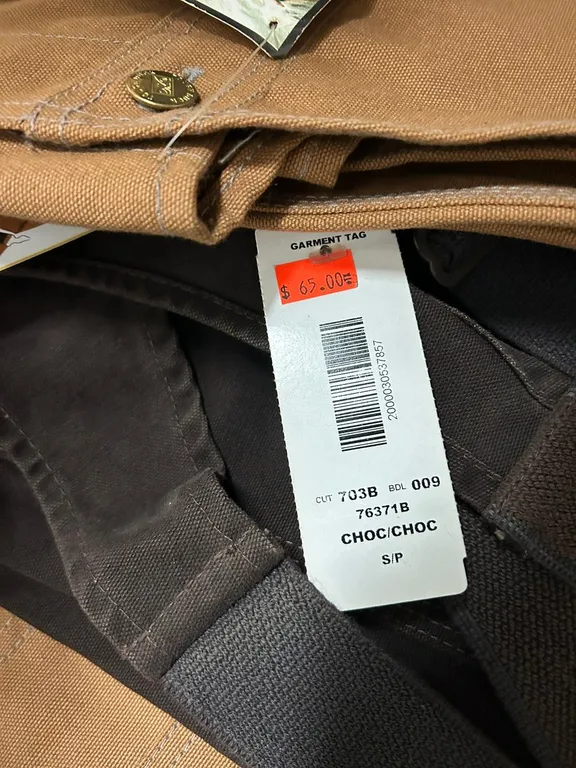 GARMENT TAG
$ 65.00
2000030537857
CUT 703B BDL 009
76371B
CHOC/CHOC
S/P